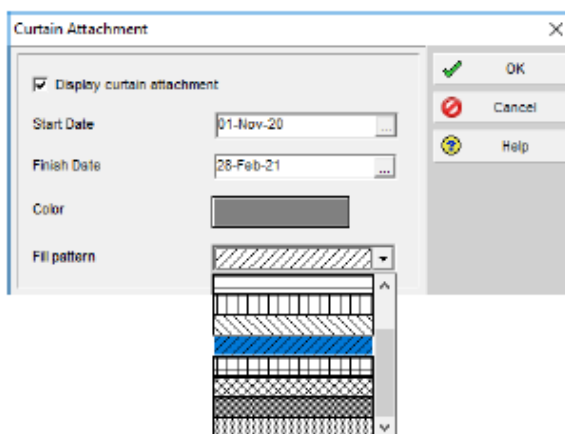 Curtain Attachment
Display curtain attachment
Start Date
01-Nov-20
...
Finish Date
28-Feb-21
...
Color
Fill pattern
OK
Cancel
Help